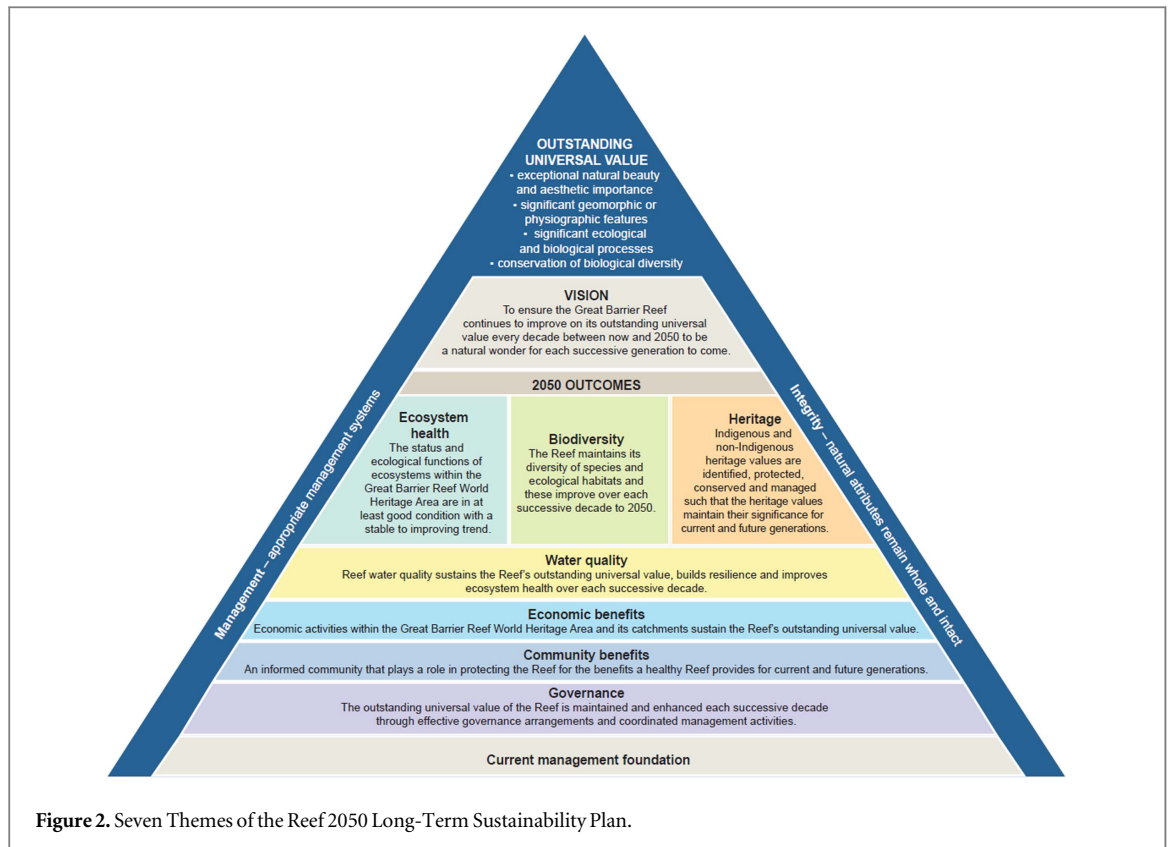 OUTSTANDING
UNIVERSAL VALUE
• exceptional natural beauty
and aesthetic importance
• significant geomorphic or
physiographic features
• significant ecological
and biological processes
• conservation of biological diversity
VISION
To ensure the Great Barrier Reef
continues to improve on its outstanding universal
value every decade between now and 2050 to be
a natural wonder for each successive generation to come.
2050 OUTCOMES
Management – appropriate management systems
Integrity – natural attributes remain whole and intact
Ecosystem
health
The status and
ecological functions of
ecosystems within the
Great Barrier Reef World
Heritage Area are in at
least good condition with a
stable to improving trend.
Biodiversity
The Reef maintains its
diversity of species and
ecological habitats and
these improve over each
successive decade to 2050.
Heritage
Indigenous and
non-Indigenous
heritage values are
identified, protected,
conserved and managed
such that the heritage values
maintain their significance for
current and future generations.
Water quality
Reef water quality sustains the Reef's outstanding universal value, builds resilience and improves
ecosystem health over each successive decade.
Economic benefits
Economic activities within the Great Barrier Reef World Heritage Area and its catchments sustain the Reef's outstanding universal value.
Community benefits
An informed community that plays a role in protecting the Reef for the benefits a healthy Reef provides for current and future generations.
Governance
The outstanding universal value of the Reef is maintained and enhanced each successive decade
through effective governance arrangements and coordinated management activities.
Current management foundation
Figure 2. Seven Themes of the Reef 2050 Long-Term Sustainability Plan.